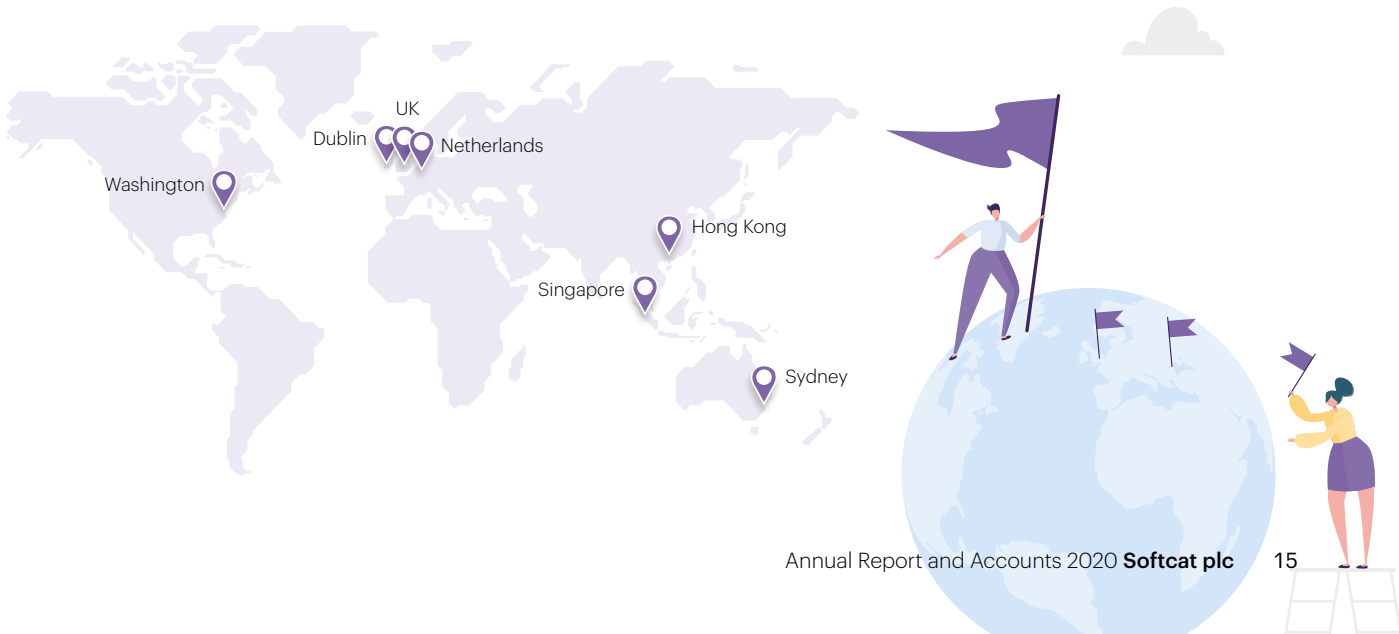 UK
Dublin
Netherlands
Washington
Hong Kong
Singapore
Sydney
Annual Report and Accounts 2020 Softcat plc 15